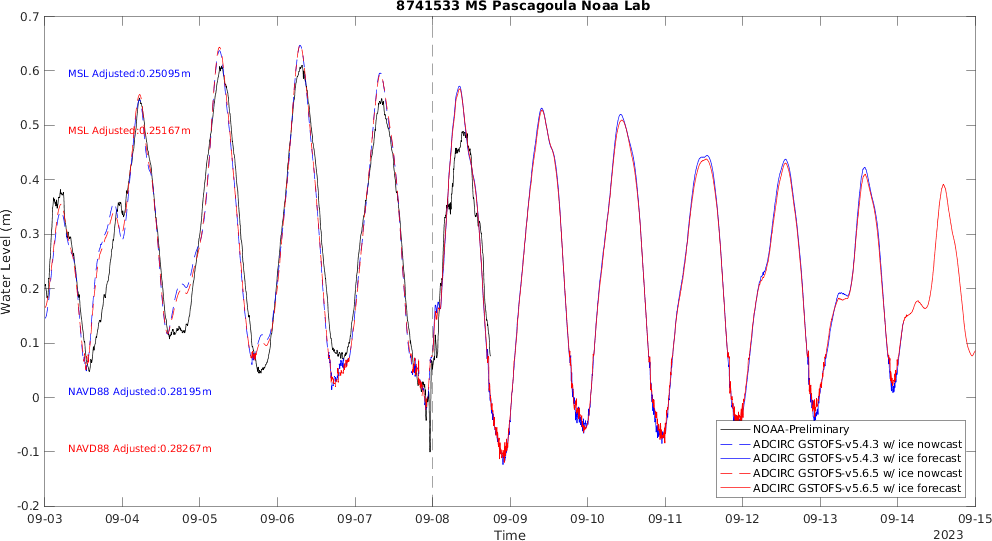 8741533 MS Pascagoula Noaa Lab
0.7
0.6
0.5
0.4
0.3
0.2
0.1
0
-0.1
-0.2
Water Level (m)
MSL Adjusted:0.25095m
MSL Adjusted:0.25167m
NAVD88 Adjusted:0.28195m
NAVD88 Adjusted:0.28267m
NOAA-Preliminary
ADCIRC GSTOFS-v5.4.3 w/ ice nowcast
ADCIRC GSTOFS-v5.4.3 w/ ice forecast
ADCIRC GSTOFS-v5.6.5 w/ ice nowcast
ADCIRC GSTOFS-v5.6.5 w/ ice forecast
09-03 09-04 09-05 09-06 09-07 09-08 09-09 09-10 09-11 09-12 09-13 09-14 09-15
Time
2023